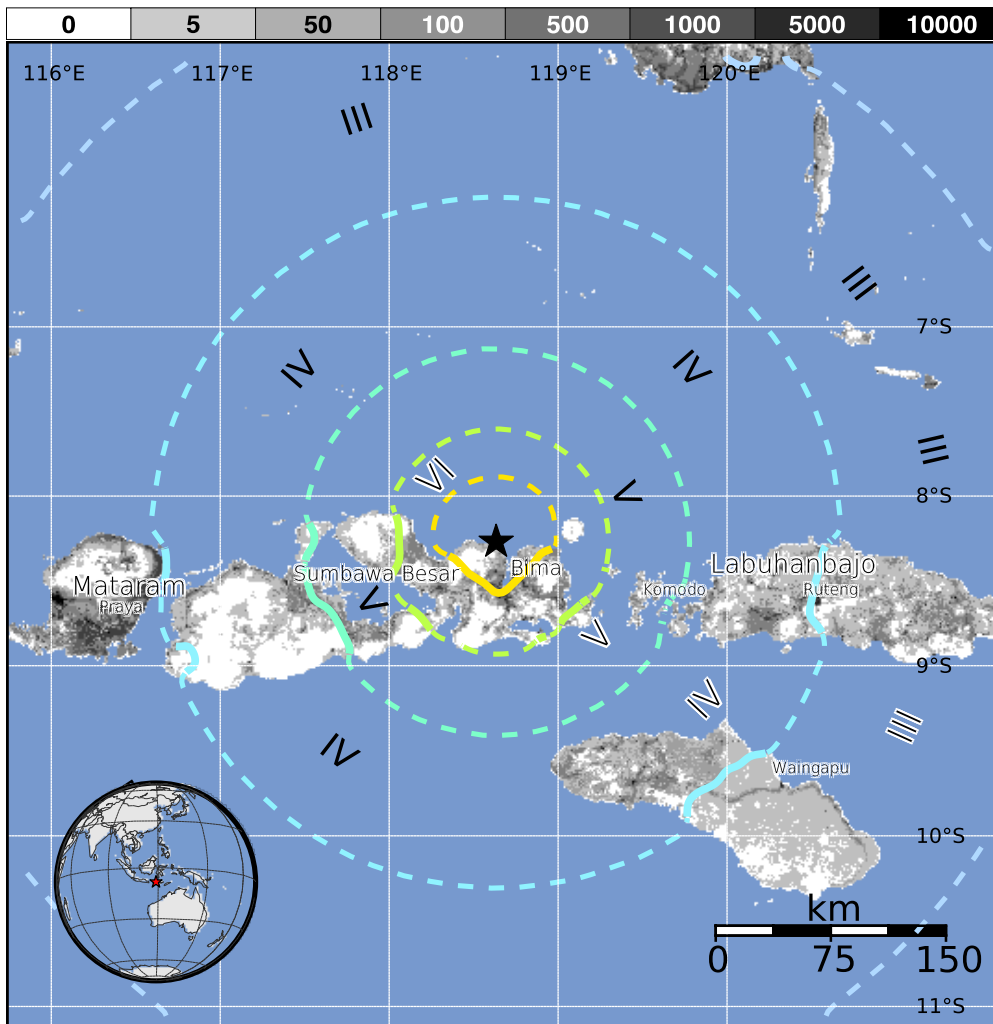 0 5 50 100 500 1000 5000 10000
116°E 117°E 118°E 119°E 120°E
III
III
7°S
IV
IV
III
VI
V
8°S
Bima
Labuhanbajo
Sumbawa Besar
Mataram
Komodo
Ruteng
Praya
V
V
9°S
IV
III
IV
Waingapu
10°S
km
0 75 150
11°S